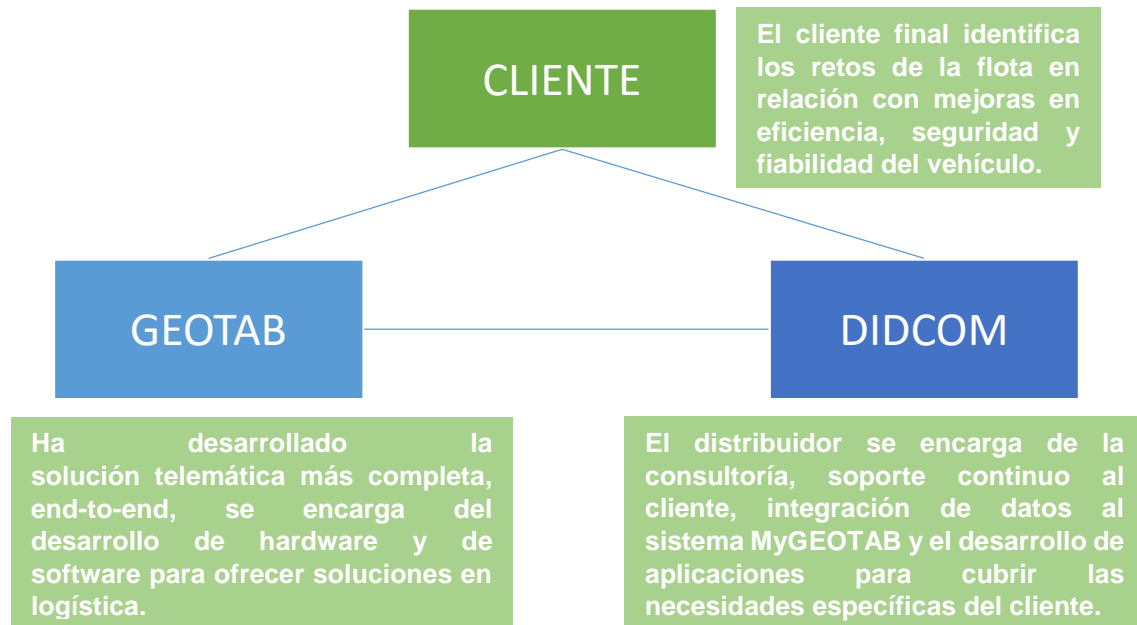 CLIENTE
El cliente final identifica
los retos de la flota en
relación con mejoras en
eficiencia, seguridad y
fiabilidad del vehículo.
GEOTAB
DIDCOM
Ha desarrollado la
solución telemática más completa,
end-to-end, se encarga del
desarrollo de hardware y de
software para ofrecer soluciones en
logística.
El distribuidor se encarga de la
consultoría, soporte continuo al
cliente, integración de datos al
sistema MyGEOTAB y el desarrollo de
aplicaciones para cubrir las
necesidades específicas del cliente.